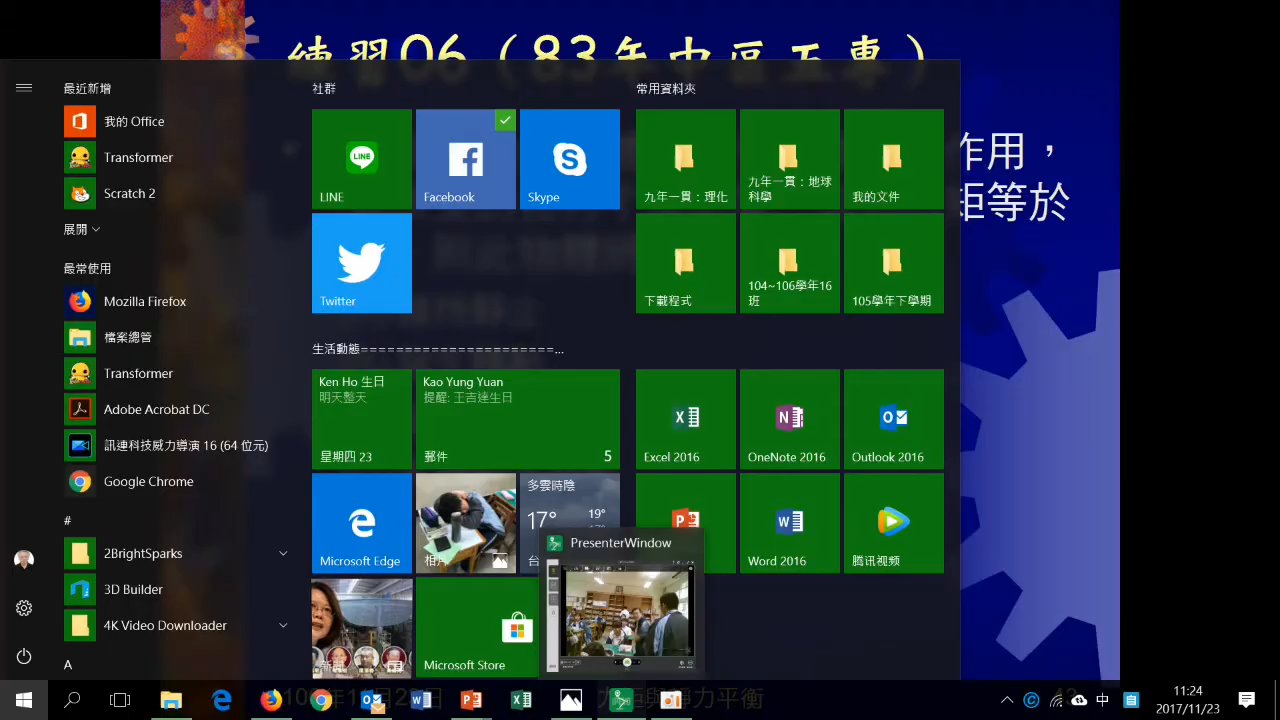 練習06（83年中區五專）
作用，
矩等於
最近新增
我的 Office
Transformer
Scratch 2
展開
最常使用
Mozilla Firefox
檔案總管
Transformer
Adobe Acrobat DC
訊連科技威力導演 16 (64 位元)
Google Chrome
#
2BrightSparks
3D Builder
4K Video Downloader
A
社群
LINE
LINE
Facebook
Skype
Twitter
常用資料夾
九年一貫：理化
九年一貫：地球
科學
我的文件
下載程式
104~106學年16
班
105學年下學期
生活動態======================...
Ken Ho 生日
明天整天
星期四 23
Kao Yung Yuan
提醒: 王吉達生日
郵件
5
Excel 2016
OneNote 2016
Outlook 2016
Microsoft Edge
相片
多雲時陰
17°
19°
台
Word 2016
腾讯视频
新聞
Microsoft Store
PresenterWindow
力矩與靜力平衡
中
11:24
2017/11/23